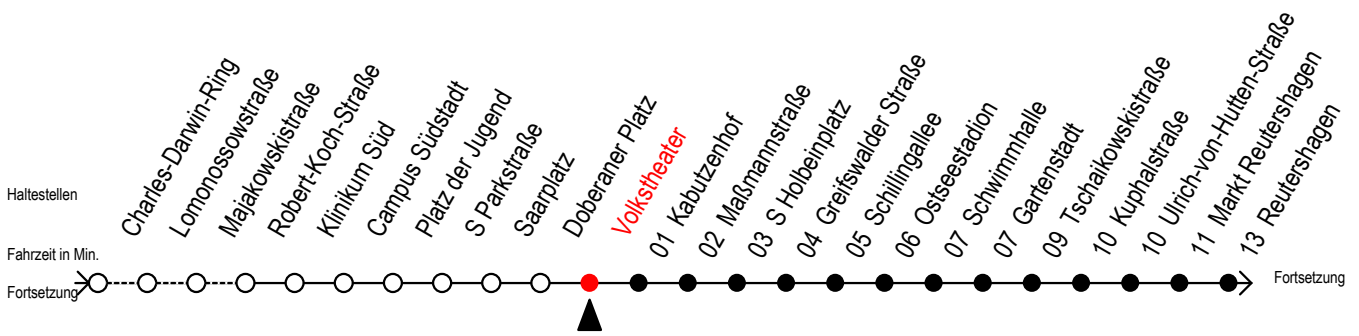 Haltestellen
Charles-Darwin-Ring
Lomonossowstraße
Majakowskistraße
Robert-Koch-Straße
Klinikum Süd
Campus Südstadt
Platz der Jugend
S Parkstraße
Saarplatz
Doberaner Platz
Volkstheater
01 Kabutzenhof
02 Maßmannstraße
03 S Holbeinplatz
04 Greifswalder Straße
05 Schillingallee
06 Ostseestadion
07 Schwimmhalle
07 Gartenstadt
09 Tschaikowskistraße
10 Kuphalstraße
10 Ulrich-von-Hutten-Straße
11 Markt Reutershagen
13 Reutershagen
Fahrzeit in Min.
Fortsetzung
Fortsetzung